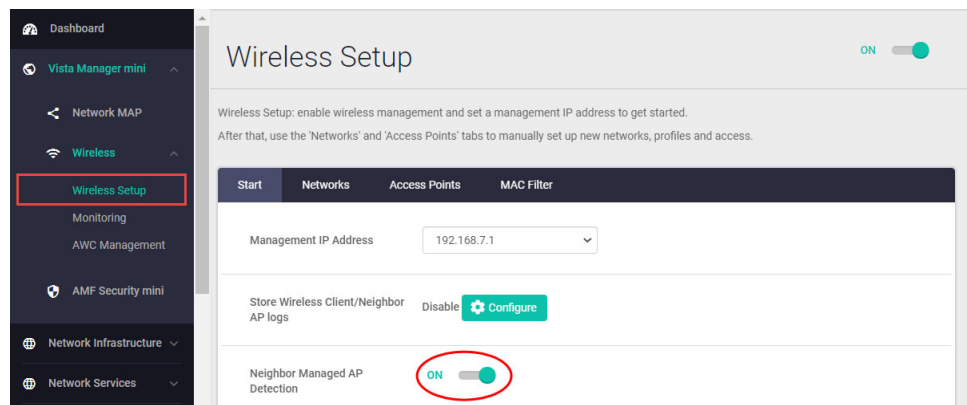 Dashboard
Vista Manager mini
Network MAP
Wireless
Wireless Setup
Monitoring
AWC Management
AMF Security mini
Network Infrastructure
Network Services
Wireless Setup
ON
Wireless Setup: enable wireless management and set a management IP address to get started.
After that, use the 'Networks' and 'Access Points' tabs to manually set up new networks, profiles and access.
Start Networks Access Points MAC Filter
Management IP Address 192.168.7.1
Store Wireless Client/Neighbor
AP logs
Disable Configure
Neighbor Managed AP
Detection
ON